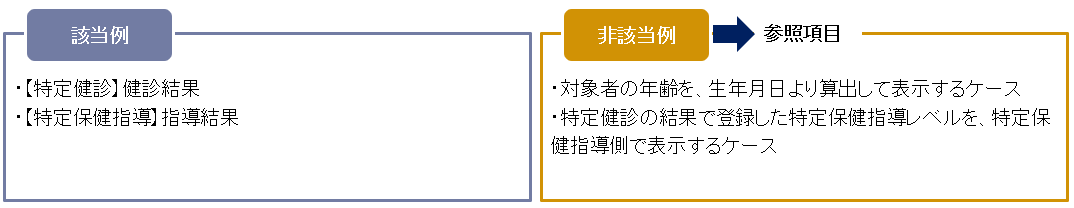 該当例
・【特定健診】健診結果
・【特定保健指導】指導結果
非該当例
参照項目
・対象者の年齢を、生年月日より算出して表示するケース
・特定健診の結果で登録した特定保健指導レベルを、特定保
健指導側で表示するケース